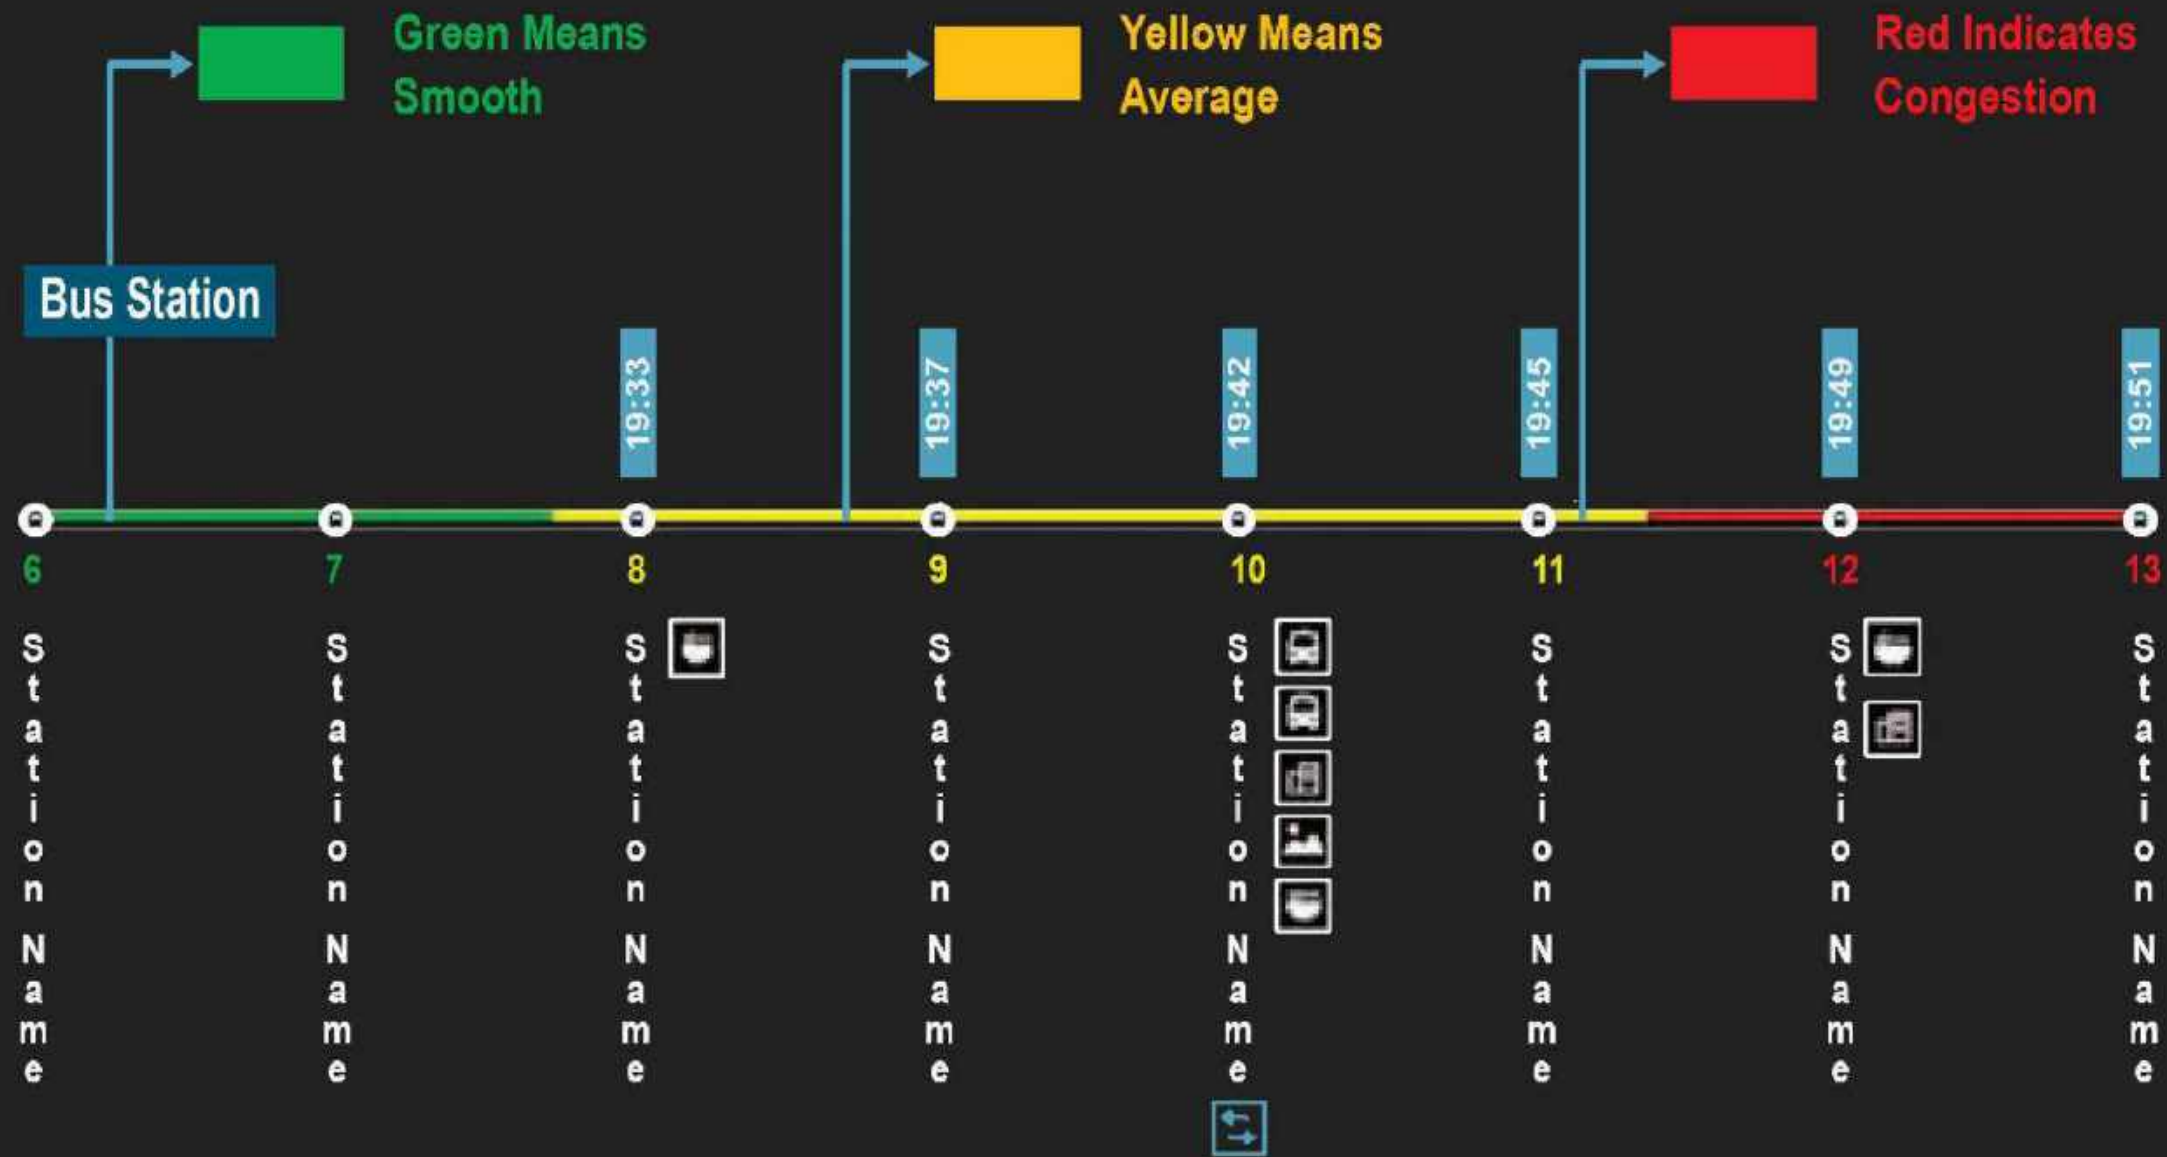 Green Means
Smooth
Yellow Means
Average
Red Indicates
Congestion
Bus Station
19:33
19:37
19:42
19:45
19:49
19:51
6
7
8
9
10
11
12
13
Station Name
Station Name
Station Name
Station Name
Station Name
Station Name
Station Name
Station Name